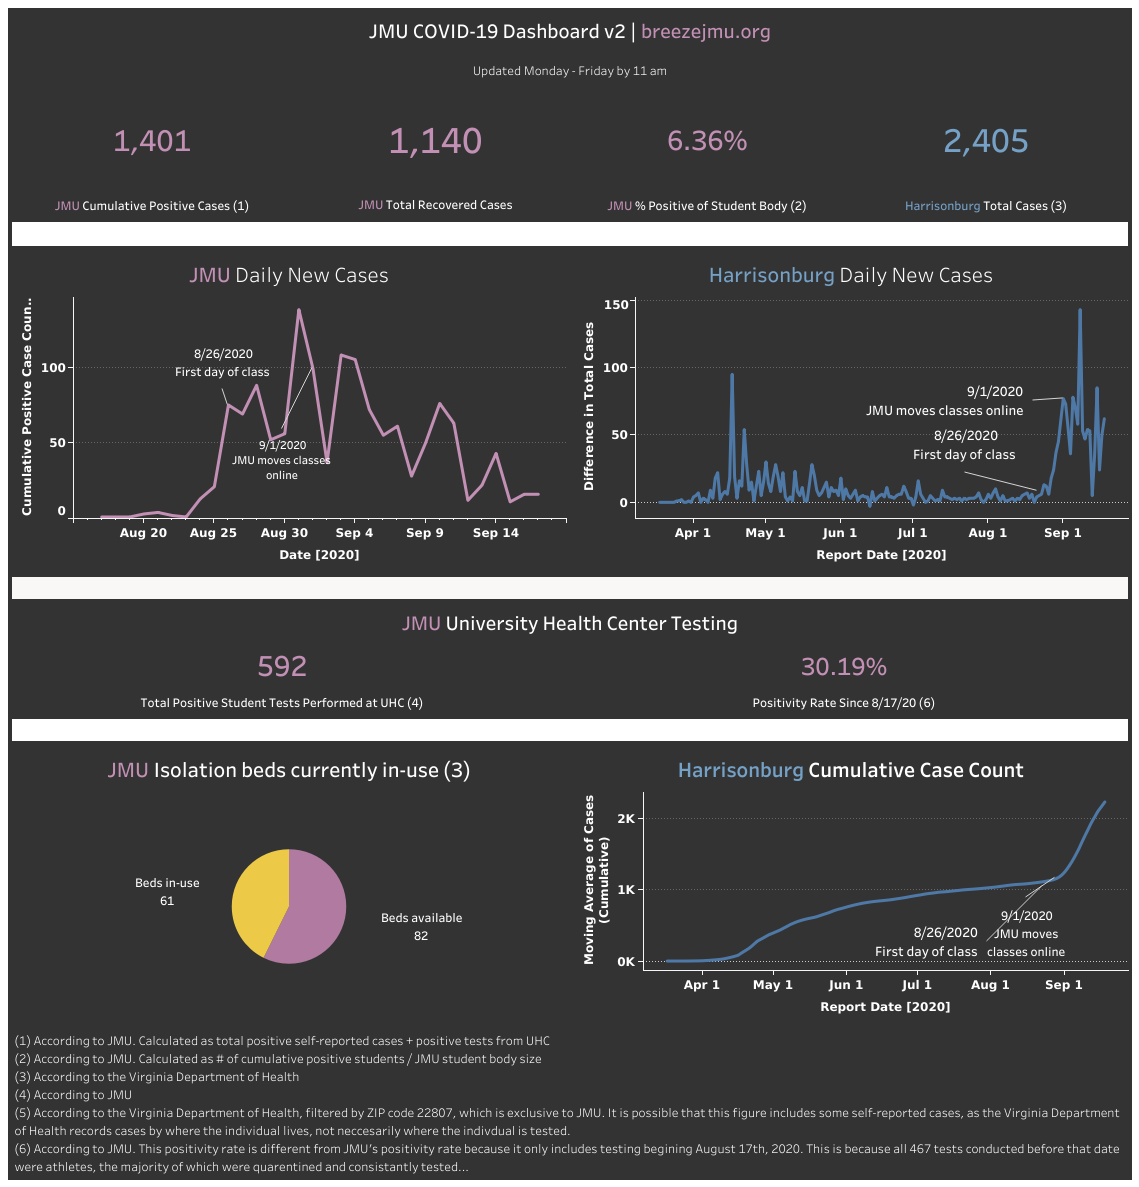 JMU COVID-19 Dashboard v2 | breezejmu.org
Updated Monday - Friday by 11 am
1,401
1,140
6.36%
2,405
JMU Cumulative Positive Cases (1)
JMU Total Recovered Cases
JMU % Positive of Student Body (2)
Harrisonburg Total Cases (3)
JMU Daily New Cases
Cumulative Positive Case Coun..
100
50
0
8/26/2020
First day of class
9/1/2020
JMU moves classes
online
Aug 20
Aug 25
Aug 30
Sep 4
Sep 9
Sep 14
Date [2020]
Harrisonburg Daily New Cases
Difference in Total Cases
150
100
50
0
9/1/2020
JMU moves classes online
8/26/2020
First day of class
Apr 1
May 1
Jun 1
Jul 1
Aug 1
Sep 1
Report Date [2020]
JMU University Health Center Testing
592
30.19%
Total Positive Student Tests Performed at UHC (4)
Positivity Rate Since 8/17/20 (6)
JMU Isolation beds currently in-use (3)
Beds in-use
61
Beds available
82
Harrisonburg Cumulative Case Count
Moving Average of Cases
(Cumulative)
2K
1K
0K
9/1/2020
JMU moves
classes online
8/26/2020
First day of class
Apr 1
May 1
Jun 1
Jul 1
Aug 1
Sep 1
Report Date [2020]
(1) According to JMU. Calculated as total positive self-reported cases + positive tests from UHC
(2) According to JMU. Calculated as # of cumulative positive students / JMU student body size
(3) According to the Virginia Department of Health
(4) According to JMU
(5) According to the Virginia Department of Health, filtered by ZIP code 22807, which is exclusive to JMU. It is possible that this figure includes some self-reported cases, as the Virginia Department
of Health records cases by where the individual lives, not neccesarily where the indivdual is tested.
(6) According to JMU. This positivity rate is different from JMU's positivity rate because it only includes testing begining August 17th, 2020. This is because all 467 tests conducted before that date
were athletes, the majority of which were quarentined and consistantly tested...